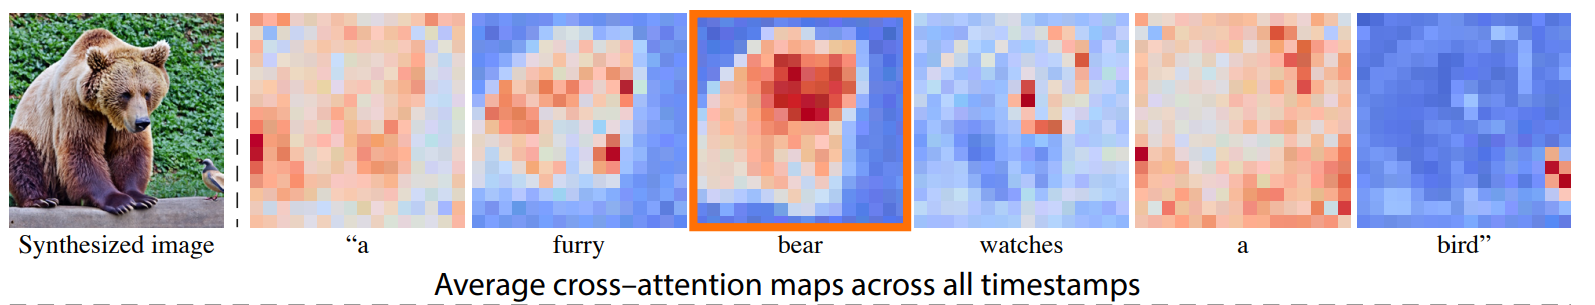 Synthesized image “a furry bear watches a bird”
Average cross–attention maps across all timestamps